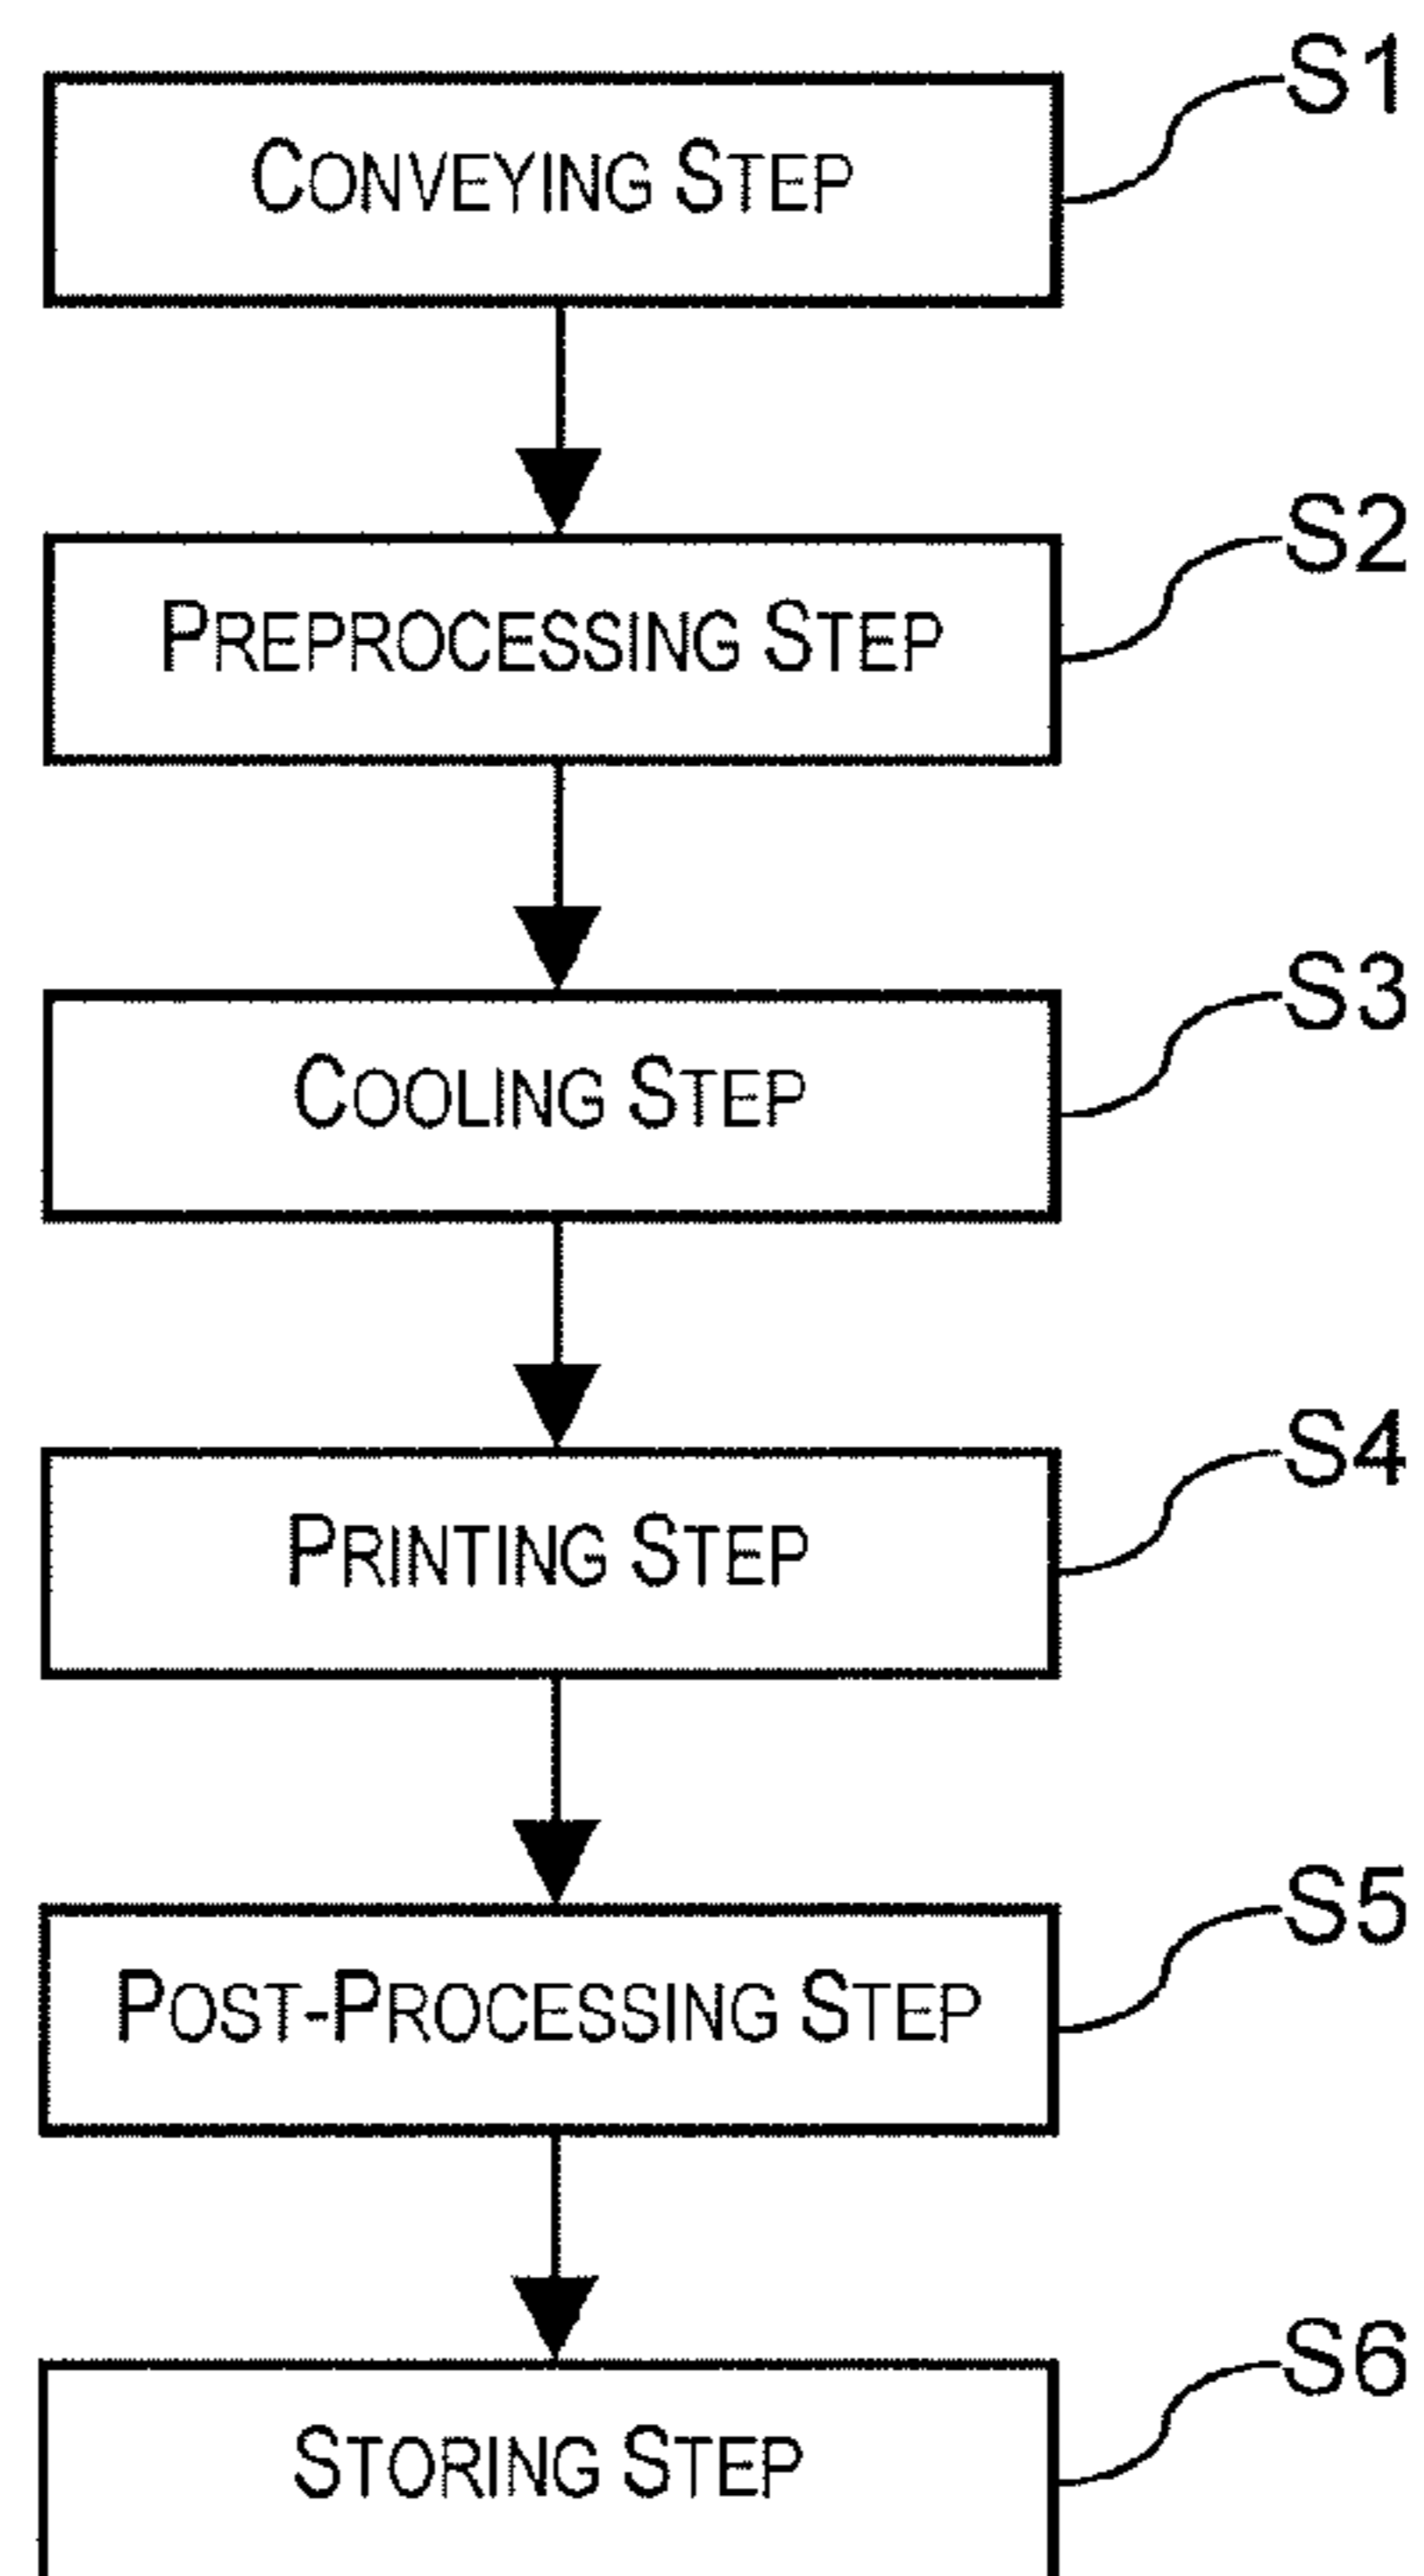 S1
CONVEYING STEP
S2
PREPROCESSING STEP
S3
COOLING STEP
S4
PRINTING STEP
S5
POST-PROCESSING STEP
S6
STORING STEP